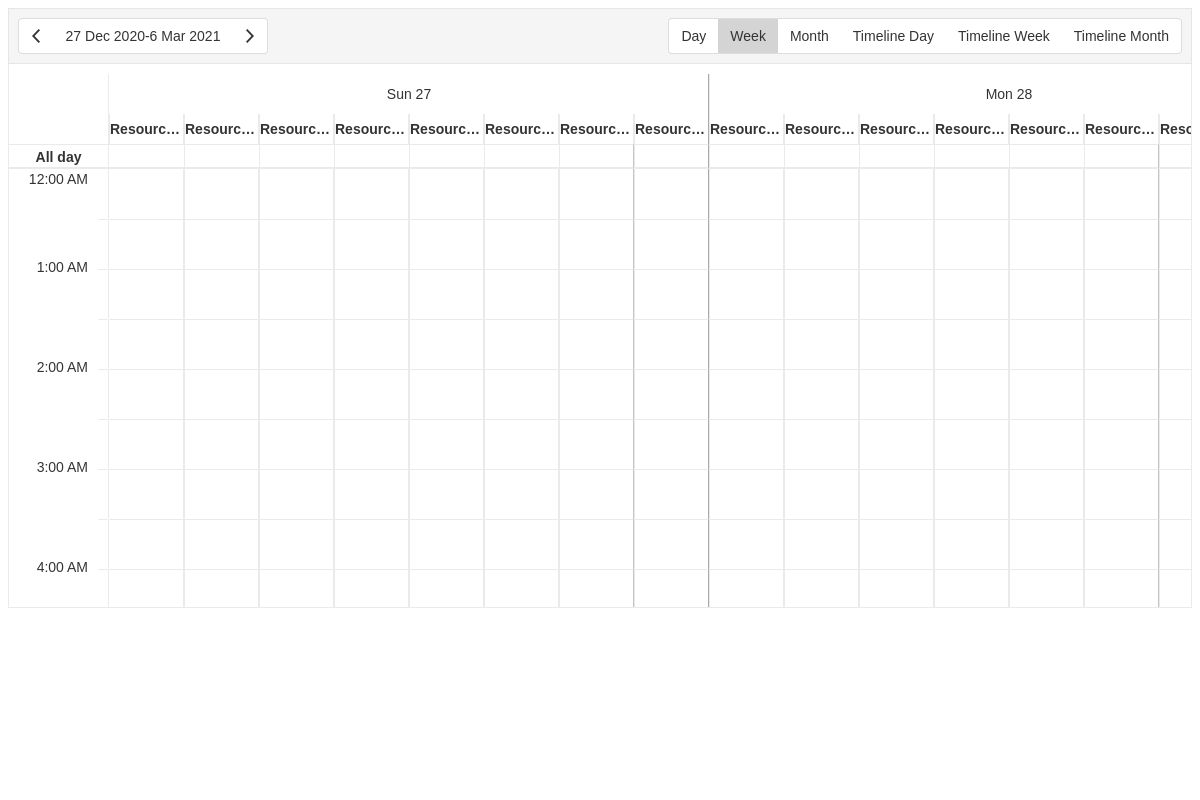 27 Dec 2020-6 Mar 2021 Day Week Month Timeline Day Timeline Week Timeline Month
Sun 27 Mon 28
Resourc... Resourc... Resourc... Resourc... Resourc... Resourc... Resourc... Resourc... Resourc... Resourc... Resourc... Resourc... Resourc... Resourc... Reso
All day
12:00 AM
1:00 AM
2:00 AM
3:00 AM
4:00 AM